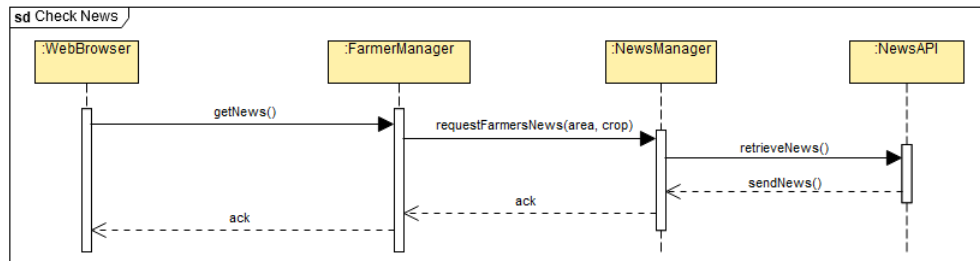 sd Check News
:WebBrowser
:FarmerManager
:NewsManager
:NewsAPI
getNews()
requestFarmersNews(area, crop)
retrieveNews()
sendNews()
ack
ack